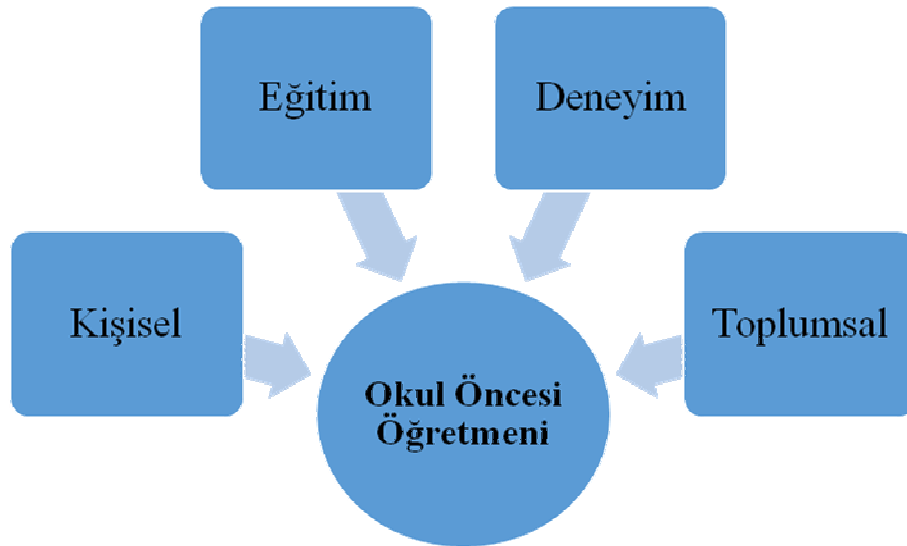 Eğitim
Deneyim
Kişisel
Toplumsal
Okul Öncesi
Öğretmeni